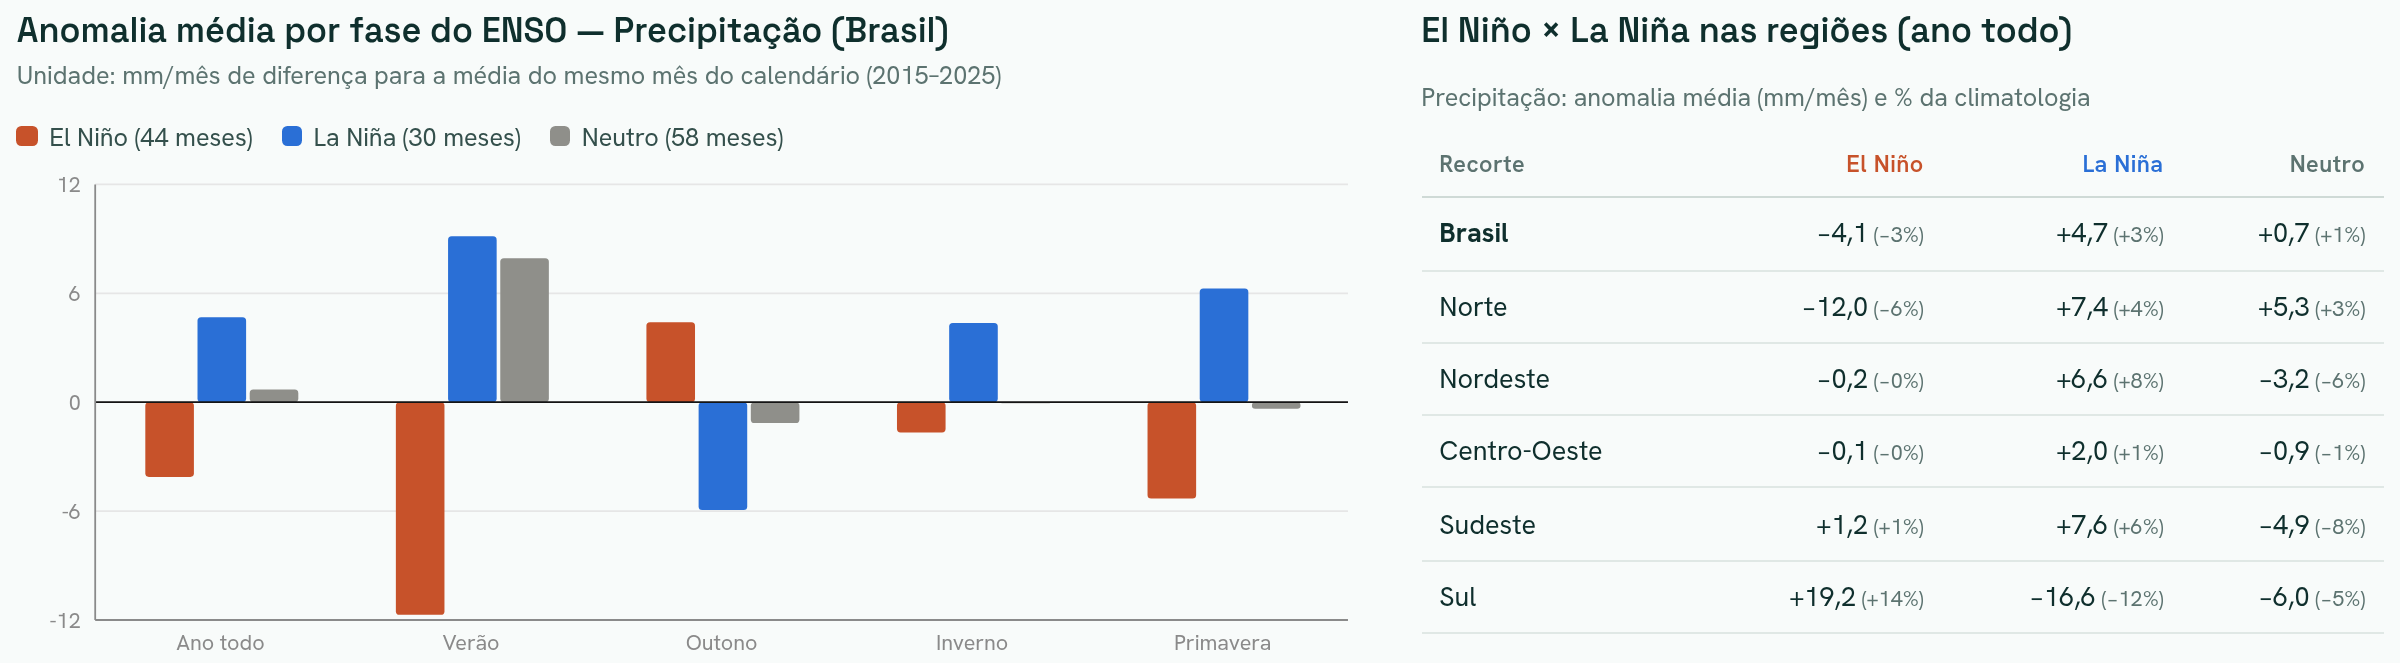 Anomalia média por fase do ENSO — Precipitação (Brasil)
Unidade: mm/mês de diferença para a média do mesmo mês do calendário (2015–2025)
El Niño (44 meses) La Niña (30 meses) Neutro (58 meses)
12
6
0
-6
-12
Ano todo Verão Outono Inverno Primavera
El Niño × La Niña nas regiões (ano todo)
Precipitação: anomalia média (mm/mês) e % da climatologia
Recorte El Niño La Niña Neutro
Brasil −4,1 (−3%) +4,7 (+3%) +0,7 (+1%)
Norte −12,0 (−6%) +7,4 (+4%) +5,3 (+3%)
Nordeste −0,2 (−0%) +6,6 (+8%) −3,2 (−6%)
Centro-Oeste −0,1 (−0%) +2,0 (+1%) −0,9 (−1%)
Sudeste +1,2 (+1%) +7,6 (+6%) −4,9 (−8%)
Sul +19,2 (+14%) −16,6 (−12%) −6,0 (−5%)